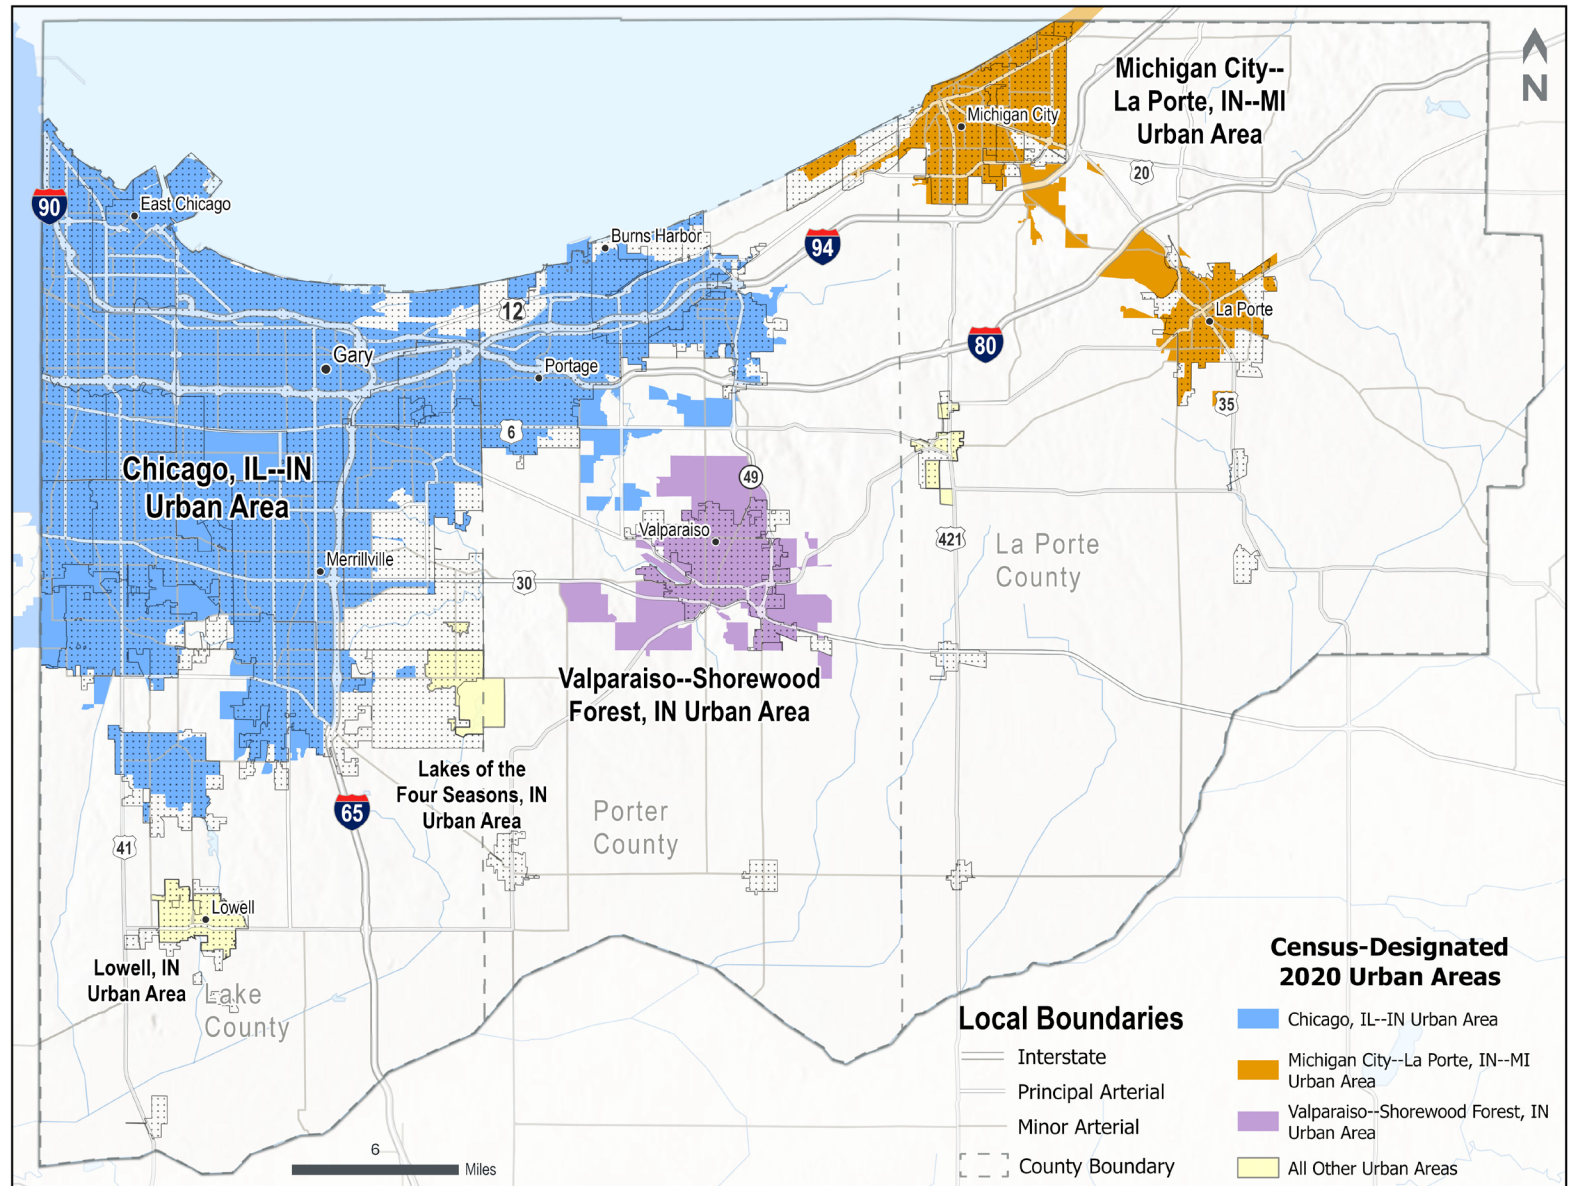 Michigan City--
La Porte, IN--MI
Urban Area
N
Michigan City
20
90
East Chicago
Burns Harbor
94
12
La Porte
Gary
80
Portage
35
6
Chicago, IL--IN
Urban Area
49
Valparaiso
421
La Porte
County
Merrillville
30
Valparaiso--Shorewood
Forest, IN Urban Area
Lakes of the
Four Seasons, IN
Urban Area
65
Porter
County
41
Lowell
Lowell, IN
Urban Area
Lake
County
6
Miles
Local Boundaries
Interstate
Principal Arterial
Minor Arterial
County Boundary
Census-Designated
2020 Urban Areas
Chicago, IL--IN Urban Area
Michigan City--La Porte, IN--MI
Urban Area
Valparaiso--Shorewood Forest, IN
Urban Area
All Other Urban Areas